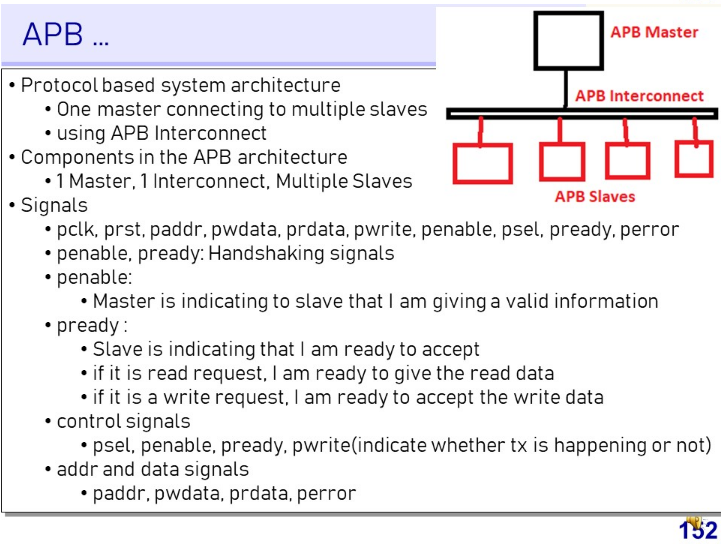 APB ...
APB Master
APB Interconnect
APB Slaves
• Protocol based system architecture
• One master connecting to multiple slaves
• using APB Interconnect
• Components in the APB architecture
• 1 Master, 1 Interconnect, Multiple Slaves
• Signals
• pclk, prst, paddr, pwdata, prdata, pwrite, penable, psel, pready, perror
• penable, pready: Handshaking signals
• penable:
• Master is indicating to slave that I am giving a valid information
• pready :
• Slave is indicating that I am ready to accept
• if it is read request, I am ready to give the read data
• if it is a write request, I am ready to accept the write data
• control signals
• psel, penable, pready, pwrite(indicate whether tx is happening or not)
• addr and data signals
• paddr, pwdata, prdata, perror
152